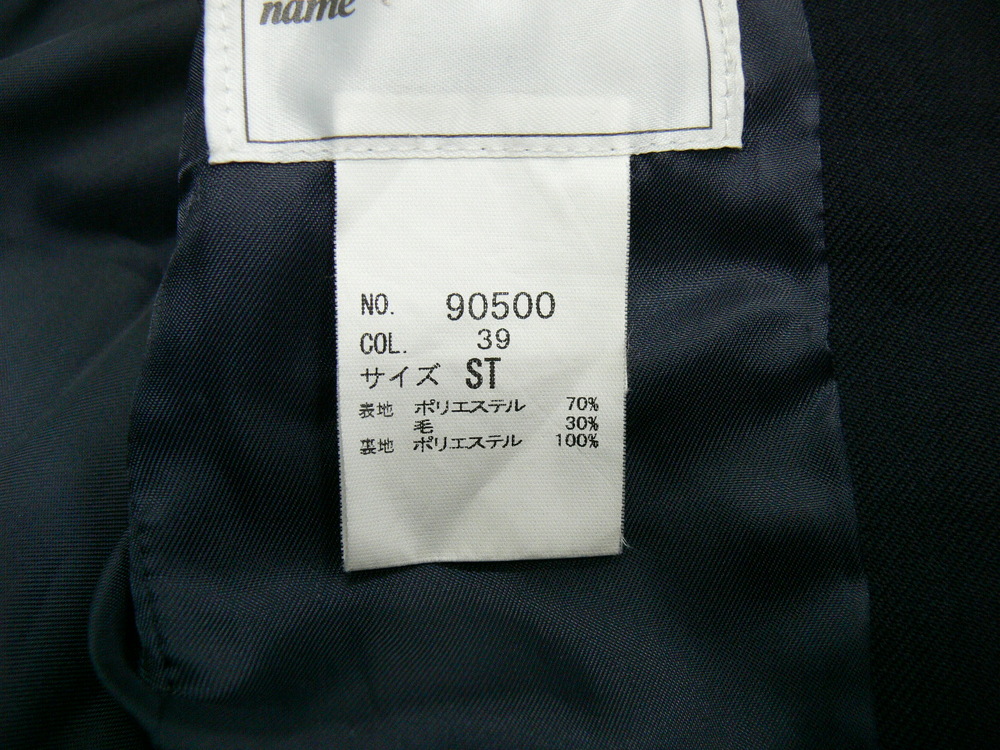 name
NO. 90500
COL. 39
サイズ ST
表地 ポリエステル 70%
毛 30%
裏地 ポリエステル 100%